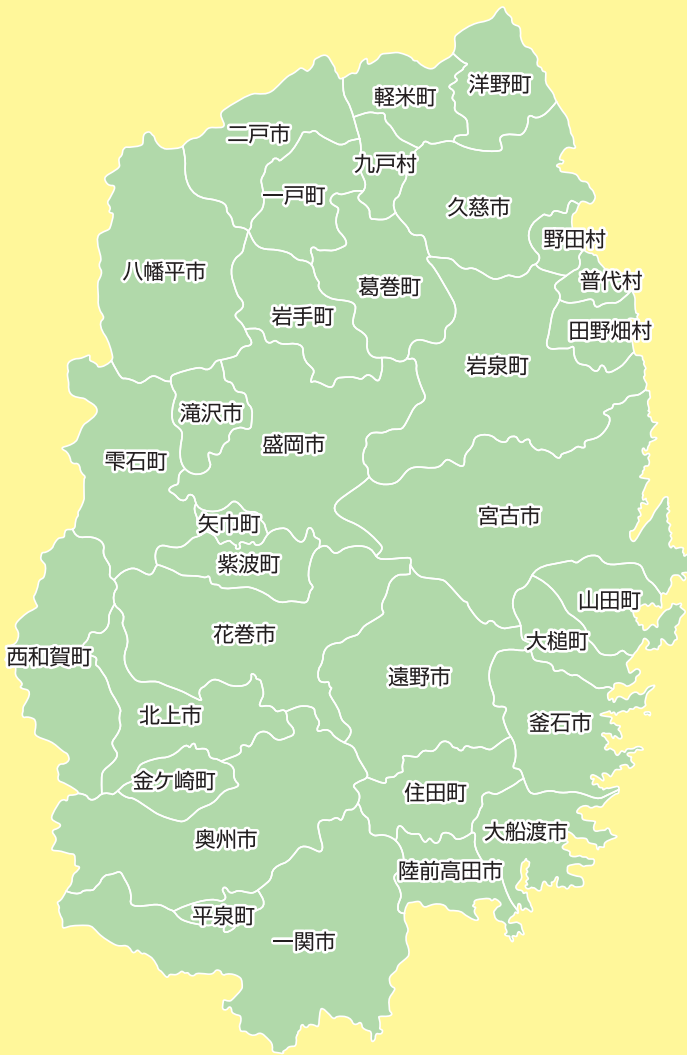 洋野町
軽米町
二戸市
九戸村
一戸町
久慈市
野田村
八幡平市
普代村
葛巻町
岩手町
田野畑村
岩泉町
滝沢市
盛岡市
雫石町
宮古市
矢巾町
紫波町
山田町
花巻市
大槌町
西和賀町
遠野市
北上市
釜石市
金ケ崎町
住田町
大船渡市
奥州市
陸前高田市
平泉町
一関市